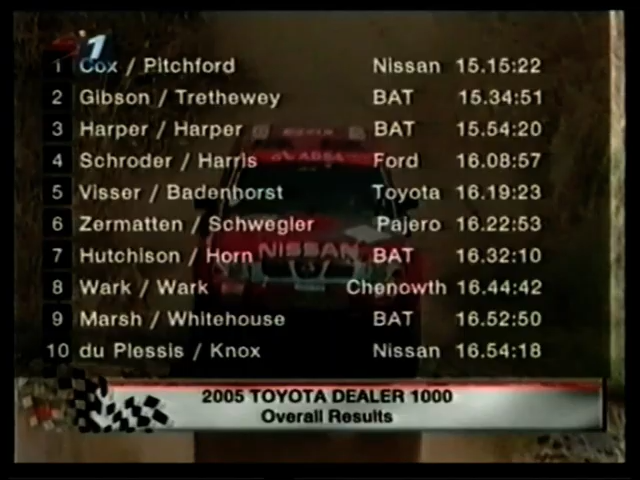 1
1 Cox / Pitchford Nissan 15.15:22
2 Gibson / Trethewey BAT 15.34:51
3 Harper / Harper BAT 15.54:20
4 Schroder / Harris Ford 16.08:57
5 Visser / Badenhorst Toyota 16.19:23
6 Zermatten / Schwegler Pajero 16.22:53
7 Hutchison / Horn BAT 16.32:10
8 Wark / Wark Chenowth 16.44:42
9 Marsh / Whitehouse BAT 16.52:50
10 du Plessis / Knox Nissan 16.54:18
ABSA
NISSAN
2005 TOYOTA DEALER 1000
Overall Results